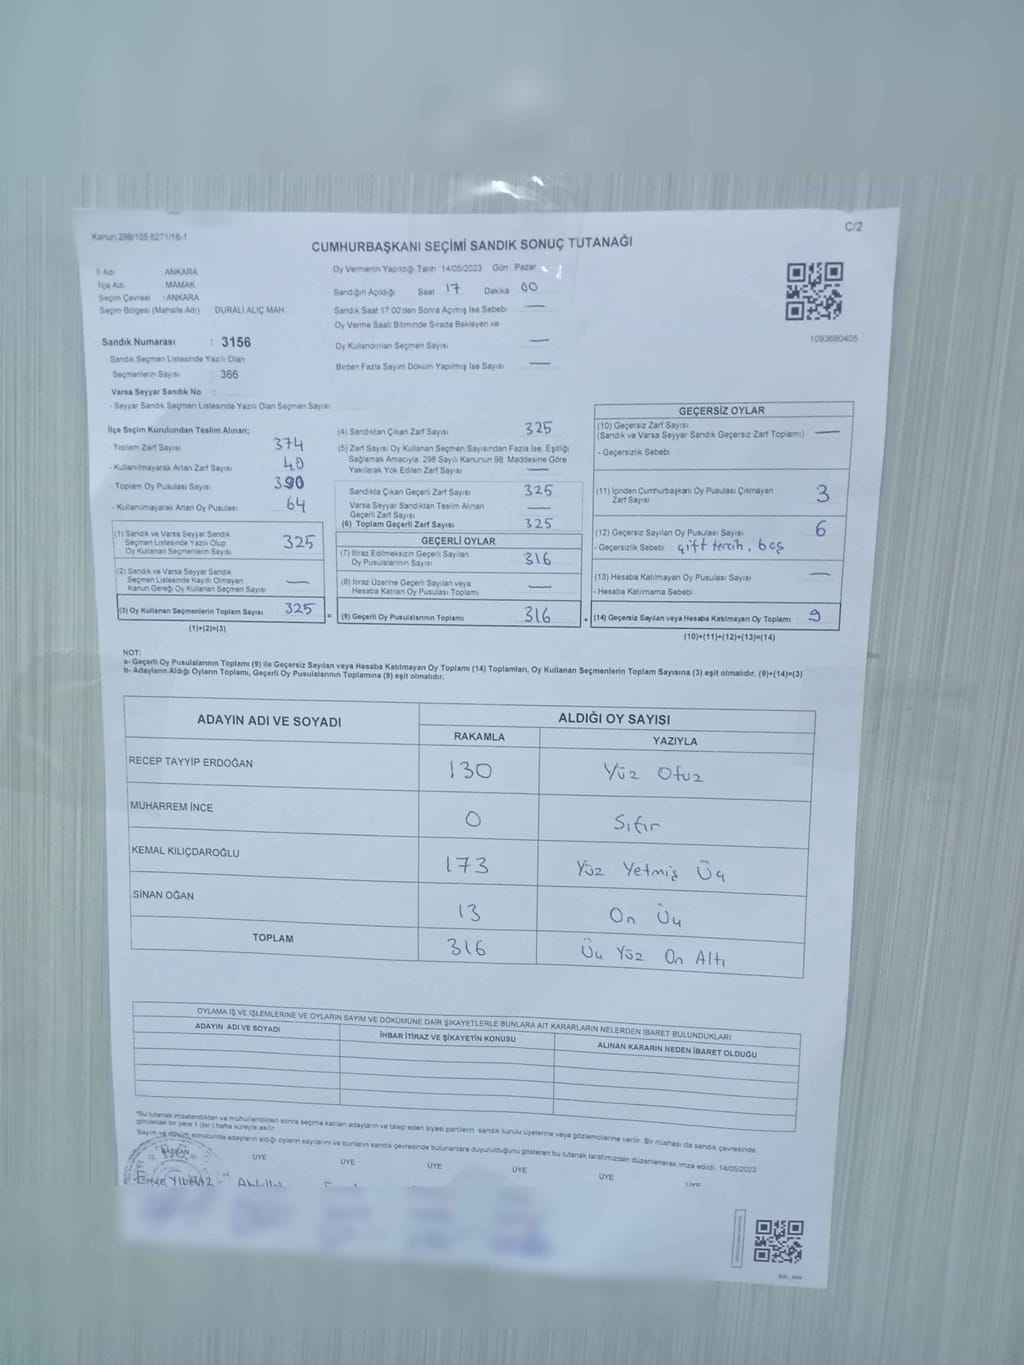 Kanun 298/105 6271/18-1
C/2
CUMHURBAŞKANI SEÇİMİ SANDIK SONUÇ TUTANAĞI
İl Adı ANKARA
İlçe Adı MAMAK
Seçim Çevresi : ANKARA
Seçim Bölgesi (Mahalle Adı) DURALİ ALIÇ MAH.
Sandık Numarası : 3156
- Sandık Seçmen Listesinde Yazılı Olan
Seçmenlerin Sayısı : 366
Varsa Seyyar Sandık No :
- Seyyar Sandık Seçmen Listesinde Yazılı Olan Seçmen Sayısı
Oy Vermenin Yapıldığı Tarih 14/05/2023 Gün Pazar
Sandığın Açıldığı Saat 17 Dakika 00
Sandık Saat 17:00'den Sonra Açımış İse Sebebi —
Oy Verme Saati Bitiminde Sırada Bekleyen ve
Oy Kullandırılan Seçmen Sayısı —
Birden Fazla Sayım Döküm Yapılmış İse Sayısı —
1093680405
İlçe Seçim Kurulundan Teslim Alınan;
- Toplam Zarf Sayısı 374
- Kullanılmayarak Artan Zarf Sayısı 40
- Toplam Oy Pusulası Sayısı 390
- Kullanılmayarak Artan Oy Pusulası 64
(1) Sandık ve Varsa Seyyar Sandık
Seçmen Listesinde Yazılı Olup
Oy Kullanan Seçmenlerin Sayısı 325
(2) Sandık ve Varsa Seyyar Sandık
Seçmen Listesinde Kayıtlı Olmayan
Kanun Gereği Oy Kullanan Seçmen Sayısı —
(3) Oy Kullanan Seçmenlerin Toplam Sayısı 325 =
(1)+(2)=(3)
(4) Sandıktan Çıkan Zarf Sayısı 325
(5) Zarf Sayısı Oy Kullanan Seçmen Sayısından Fazla İse, Eşitliği
Sağlamak Amacıyla, 298 Sayılı Kanunun 98. Maddesine Göre
Yakılarak Yok Edilen Zarf Sayısı —
Sandıkta Çıkan Geçerli Zarf Sayısı 325
Varsa Seyyar Sandıktan Teslim Alınan
Geçerli Zarf Sayısı —
(6) Toplam Geçerli Zarf Sayısı 325
GEÇERLİ OYLAR
(7) İtiraz Edilmeksizin Geçerli Sayılan
Oy Pusulalarının Sayısı 316
(8) İtiraz Üzerine Geçerli Sayılan veya
Hesaba Katılan Oy Pusulası Toplamı —
(9) Geçerli Oy Pusulalarının Toplamı 316 +
GEÇERSİZ OYLAR
(10) Geçersiz Zarf Sayısı
(Sandık ve Varsa Seyyar Sandık Geçersiz Zarf Toplamı) —
- Geçersizlik Sebebi
(11) İçinden Cumhurbaşkanı Oy Pusulası Çıkmayan
Zarf Sayısı 3
(12) Geçersiz Sayılan Oy Pusulası Sayısı 6
- Geçersizlik Sebebi çift tercih, boş
(13) Hesaba Katılmayan Oy Pusulası Sayısı —
- Hesaba Katılmama Sebebi
(14) Geçersiz Sayılan veya Hesaba Katılmayan Oy Toplamı 9
(10)+(11)+(12)+(13)=(14)
NOT:
a- Geçerli Oy Pusulalarının Toplamı (9) ile Geçersiz Sayılan veya Hesaba Katılmayan Oy Toplamı (14) Toplamları, Oy Kullanan Seçmenlerin Toplam Sayısına (3) eşit olmalıdır. (9)+(14)=(3)
b- Adayların Aldığı Oyların Toplamı, Geçerli Oy Pusulalarının Toplamına (9) eşit olmalıdır.
ADAYIN ADI VE SOYADI
ALDIĞI OY SAYISI
RAKAMLA YAZIYLA
RECEP TAYYİP ERDOĞAN 130 Yüz Otuz
MUHARREM İNCE 0 Sıfır
KEMAL KILIÇDAROĞLU 173 Yüz Yetmiş Üç
SİNAN OĞAN 13 On Üç
TOPLAM 316 Üç Yüz On Altı
OYLAMA İŞ VE İŞLEMLERİNE VE OYLARIN SAYIM VE DÖKÜMÜNE DAİR ŞİKAYETLERLE BUNLARA AİT KARARLARIN NELERDEN İBARET BULUNDUKLARI
ADAYIN ADI VE SOYADI İHBAR İTİRAZ VE ŞİKAYETİN KONUSU ALINAN KARARIN NEDEN İBARET OLDUĞU
*Bu tutanak imzalandıktan ve mühürlendikten sonra seçime katılan adayların ve talep eden siyasi partilerin sandık kurulu üyelerine veya gözlemcilerine verilir. Bir nüshası da sandık çevresinde
görülecek bir yere 1 (bir) hafta süreyle asılır.
Sayım ve döküm sonucunda adayların aldığı oyların sayılarını ve bunların sandık çevresinde bulunanlara duyurulduğunu gösteren bu tutanak tarafımızdan düzenlenerek imza edildi. 14/05/2023
BAŞKAN ÜYE ÜYE ÜYE ÜYE ÜYE ÜYE